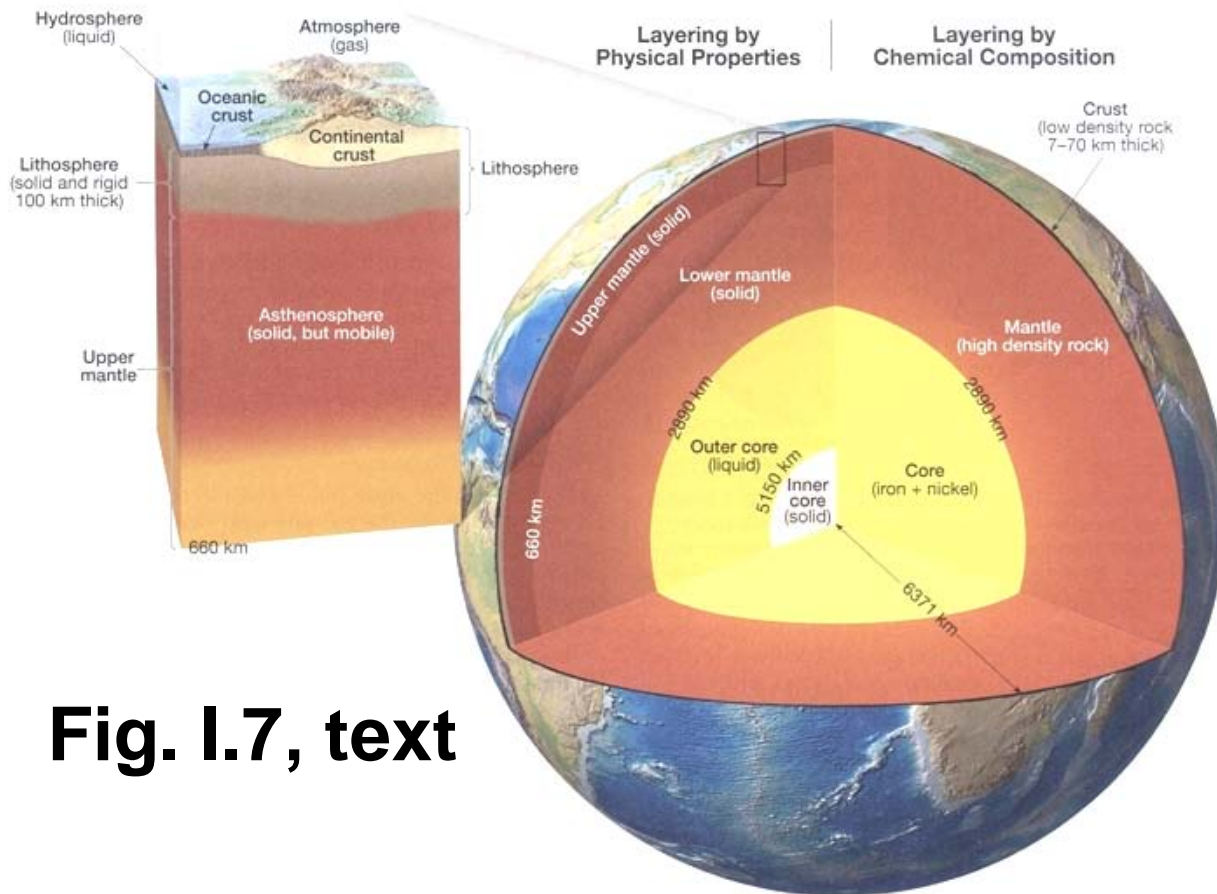 Hydrosphere
(liquid)
Atmosphere
(gas)
Oceanic
crust
Continental
crust
Lithosphere
(solid and rigid
100 km thick)
Lithosphere
Asthenosphere
(solid, but mobile)
Upper
mantle
660 km
Layering by
Physical Properties
Layering by
Chemical Composition
Crust
(low density rock
7–70 km thick)
Upper mantle (solid)
Lower mantle
(solid)
Mantle
(high density rock)
2890 km
2890 km
Outer core
(liquid)
5150 km
Inner
core
(solid)
Core
(iron + nickel)
660 km
6371 km
Fig. I.7, text